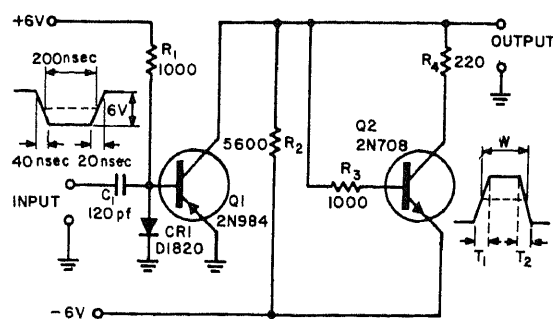 +6V
R1
1000
OUTPUT
200nsec
R4
220
6V
5600
R2
Q2
2N708
W
40nsec
20nsec
R3
1000
Q1
2N984
INPUT
C1
120pf
CR1
D1820
T1
T2
-6V